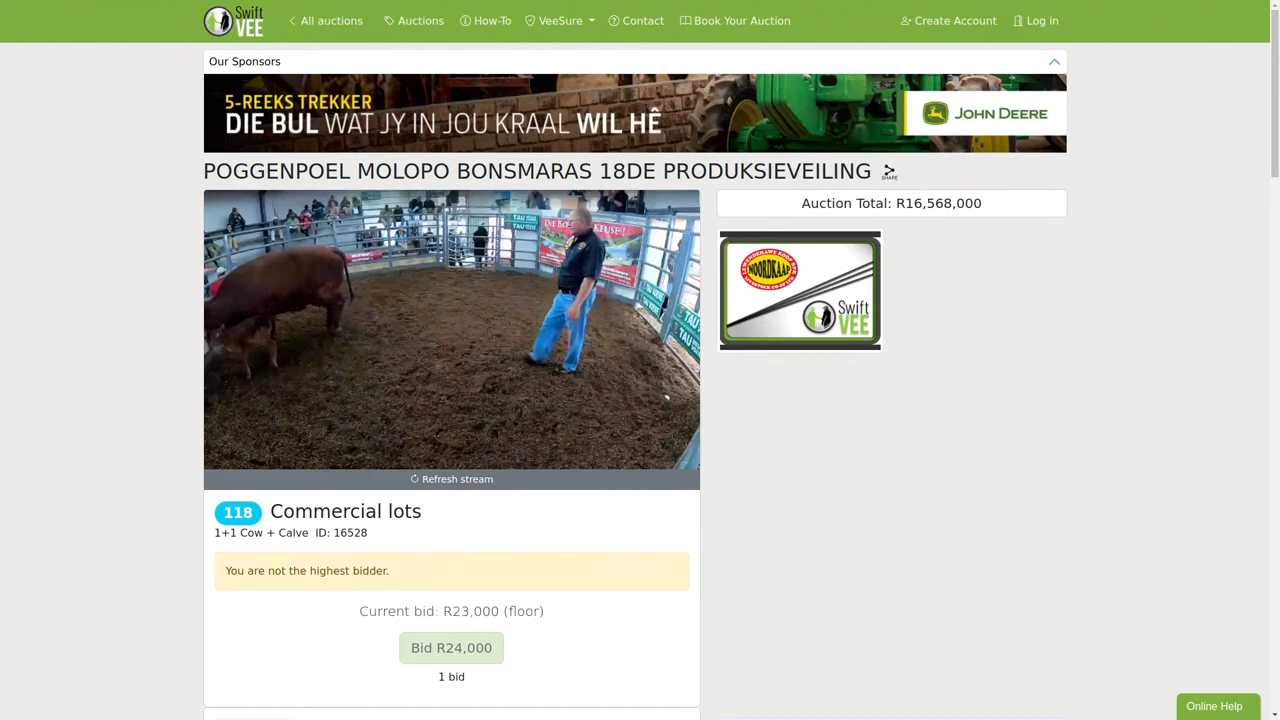 Swift VEE
All auctions
Auctions
How-To
VeeSure
Contact
Book Your Auction
Create Account
Log in
Our Sponsors
5-REEKS TREKKER
DIE BUL WAT JY IN JOU KRAAL WIL HÊ
JOHN DEERE
POGGENPOEL MOLOPO BONSMARAS 18DE PRODUKSIEVEILING
SHARE
Auction Total: R16,568,000
NOORDKAAP
Swift VEE
TAU
Refresh stream
118 Commercial lots
1+1 Cow + Calve ID: 16528
You are not the highest bidder.
Current bid: R23,000 (floor)
Bid R24,000
1 bid
Online Help